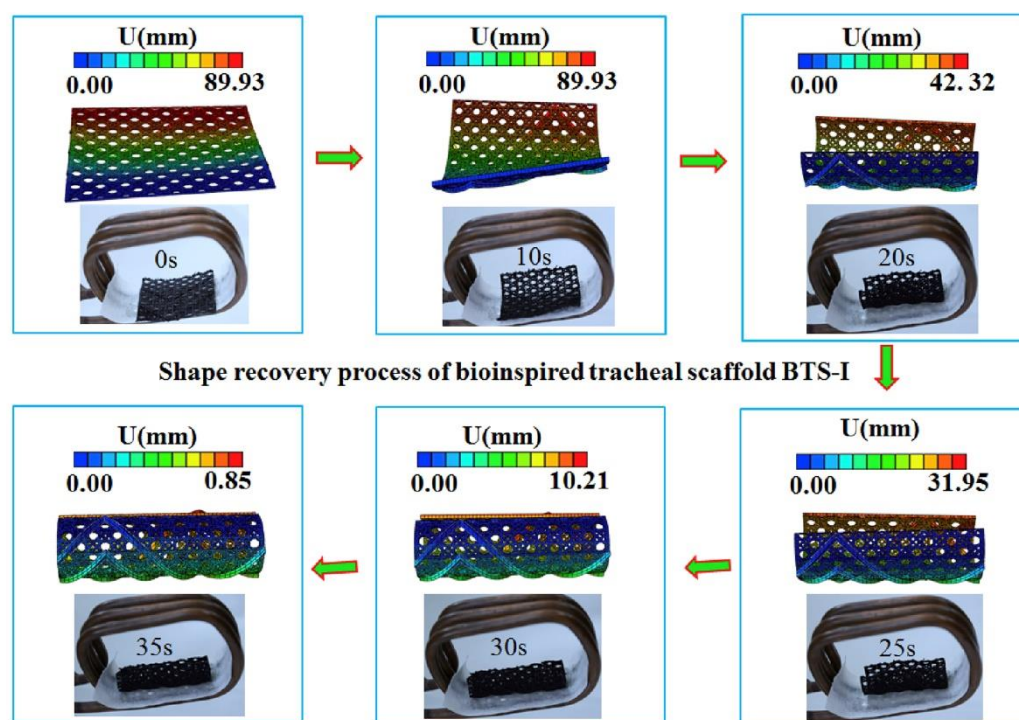 U(mm)
0.00 89.93
0s
U(mm)
0.00 89.93
10s
U(mm)
0.00 42.32
20s
Shape recovery process of bioinspired tracheal scaffold BTS-I
U(mm)
0.00 0.85
35s
U(mm)
0.00 10.21
30s
U(mm)
0.00 31.95
25s